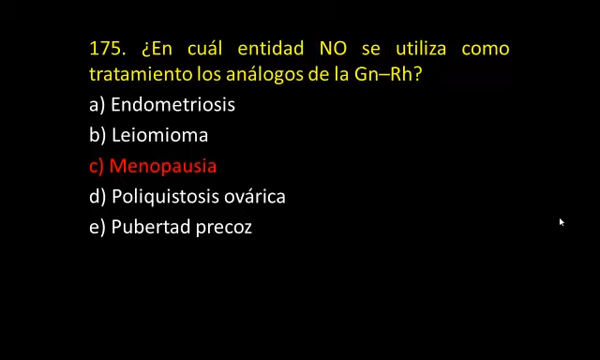 175. ¿En cuál entidad NO se utiliza como
tratamiento los análogos de la Gn–Rh?
a) Endometriosis
b) Leiomioma
c) Menopausia
d) Poliquistosis ovárica
e) Pubertad precoz